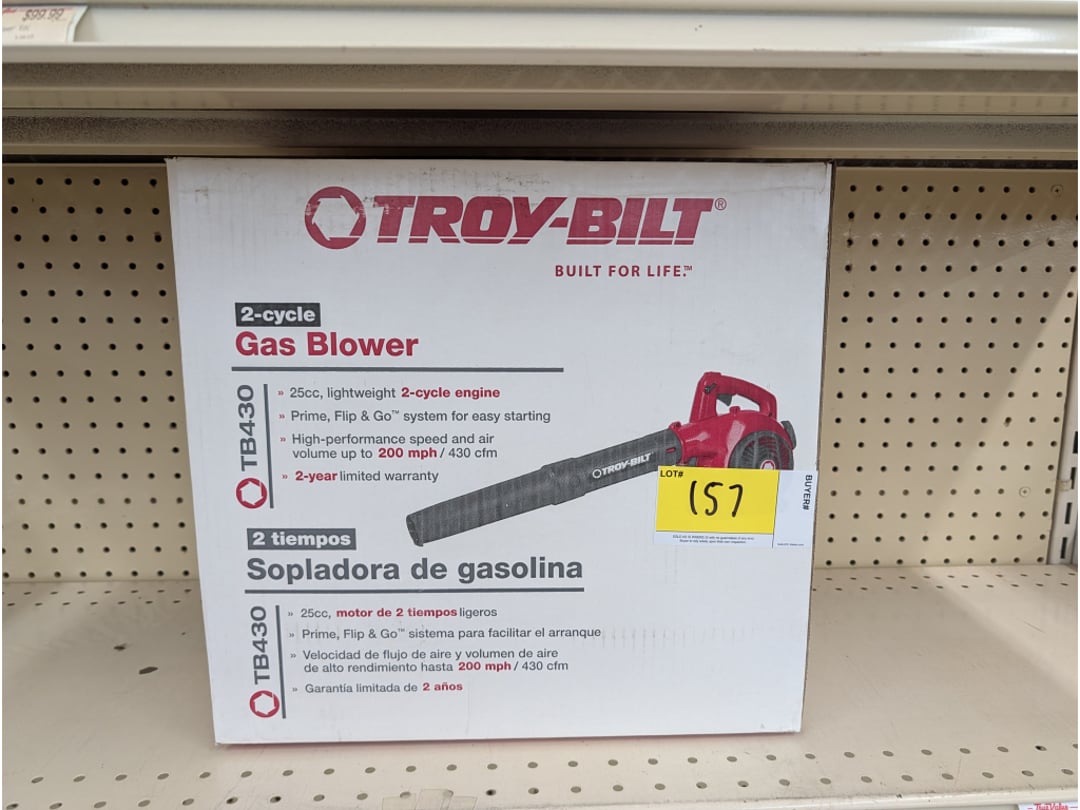 $99.99
TROY-BILT®
BUILT FOR LIFE.™
2-cycle
Gas Blower
TB430
» 25cc, lightweight 2-cycle engine
» Prime, Flip & Go™ system for easy starting
» High-performance speed and air
volume up to 200 mph / 430 cfm
» 2-year limited warranty
TROY-BILT
LOT#
157
BUYER#
2 tiempos
Sopladora de gasolina
TB430
» 25cc, motor de 2 tiempos ligeros
» Prime, Flip & Go™ sistema para facilitar el arranque
» Velocidad de flujo de aire y volumen de aire
de alto rendimiento hasta 200 mph / 430 cfm
» Garantía limitada de 2 años
True Value